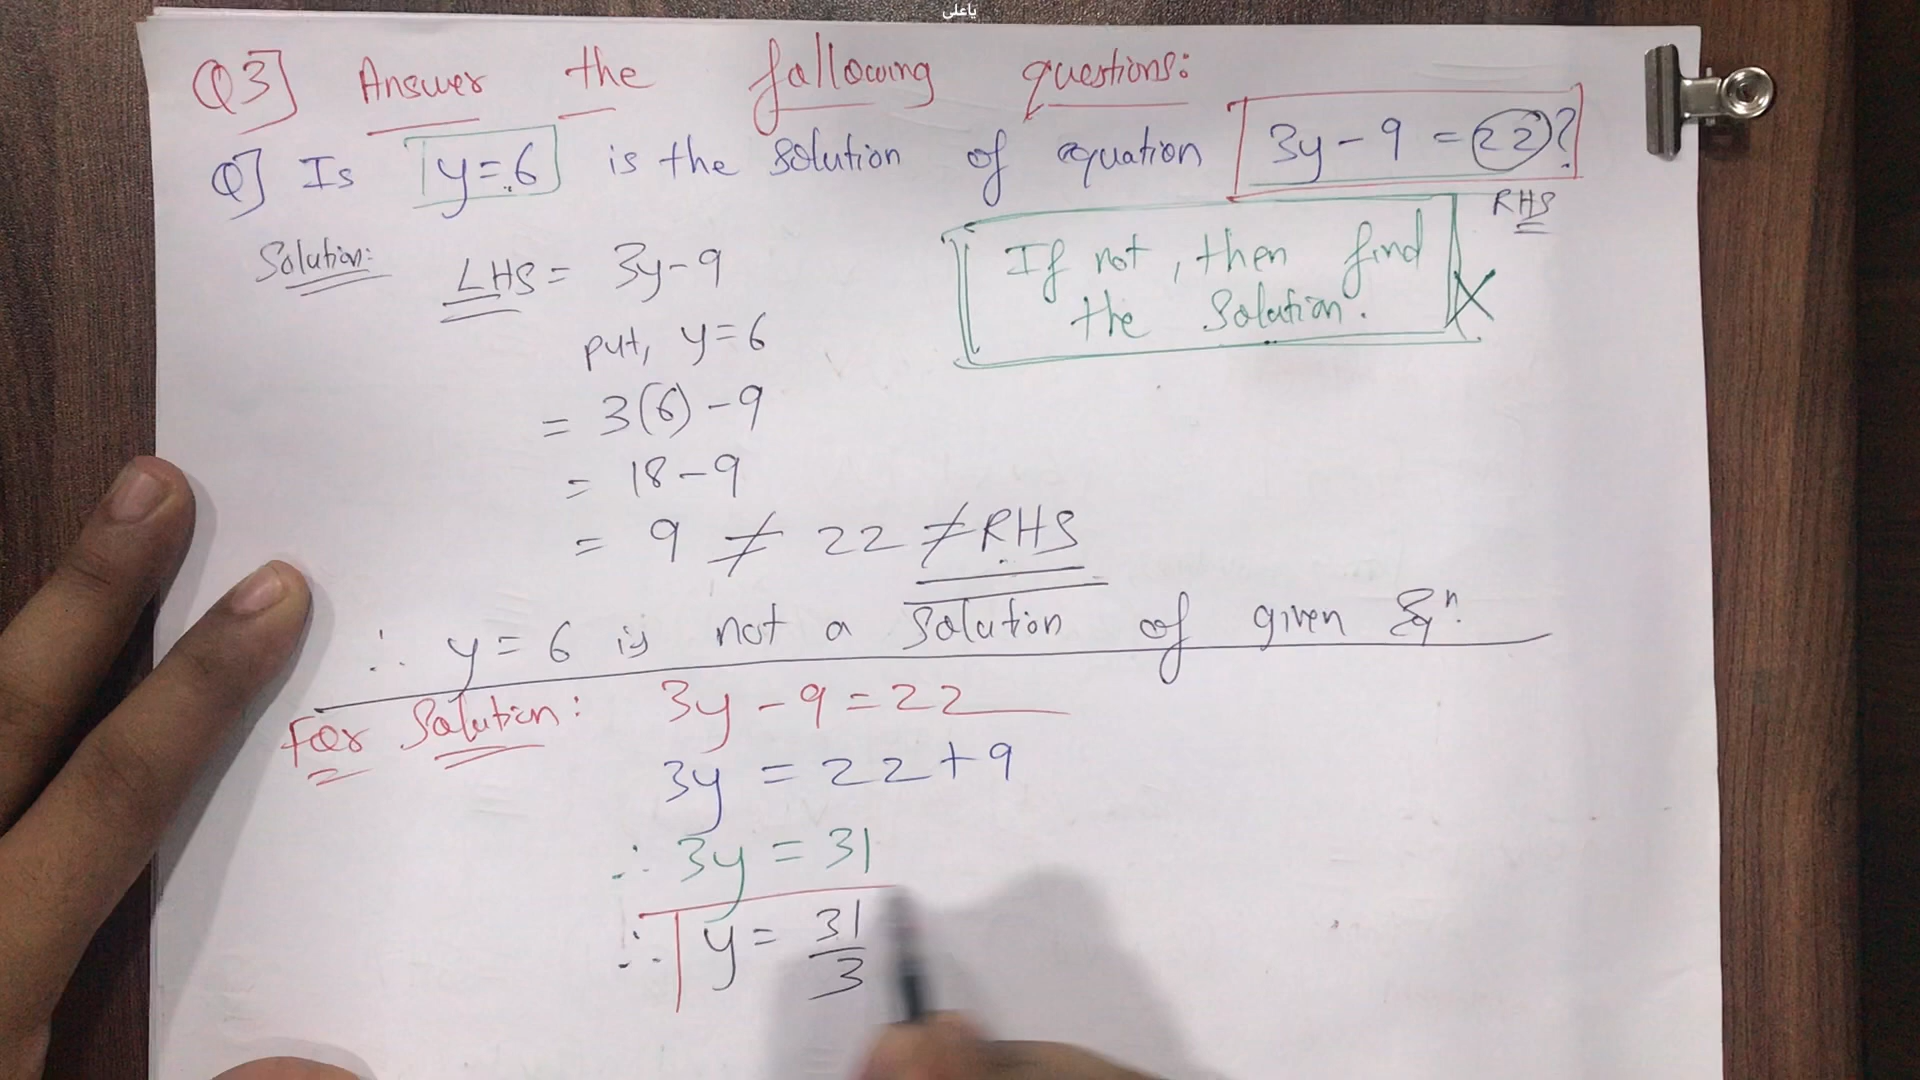 ياعلى
Q3] Answer the following questions:
Q] Is y=6 is the solution of equation 3y-9=22?
RHS
If not, then find
the solution.
Solution: LHS = 3y-9
put, y=6
= 3(6)-9
= 18-9
= 9 ≠ 22 ≠ RHS
∴ y=6 is not a solution of given Eqⁿ.
For Solution: 3y-9=22
3y = 22+9
∴ 3y = 31
∴ y = 31/3